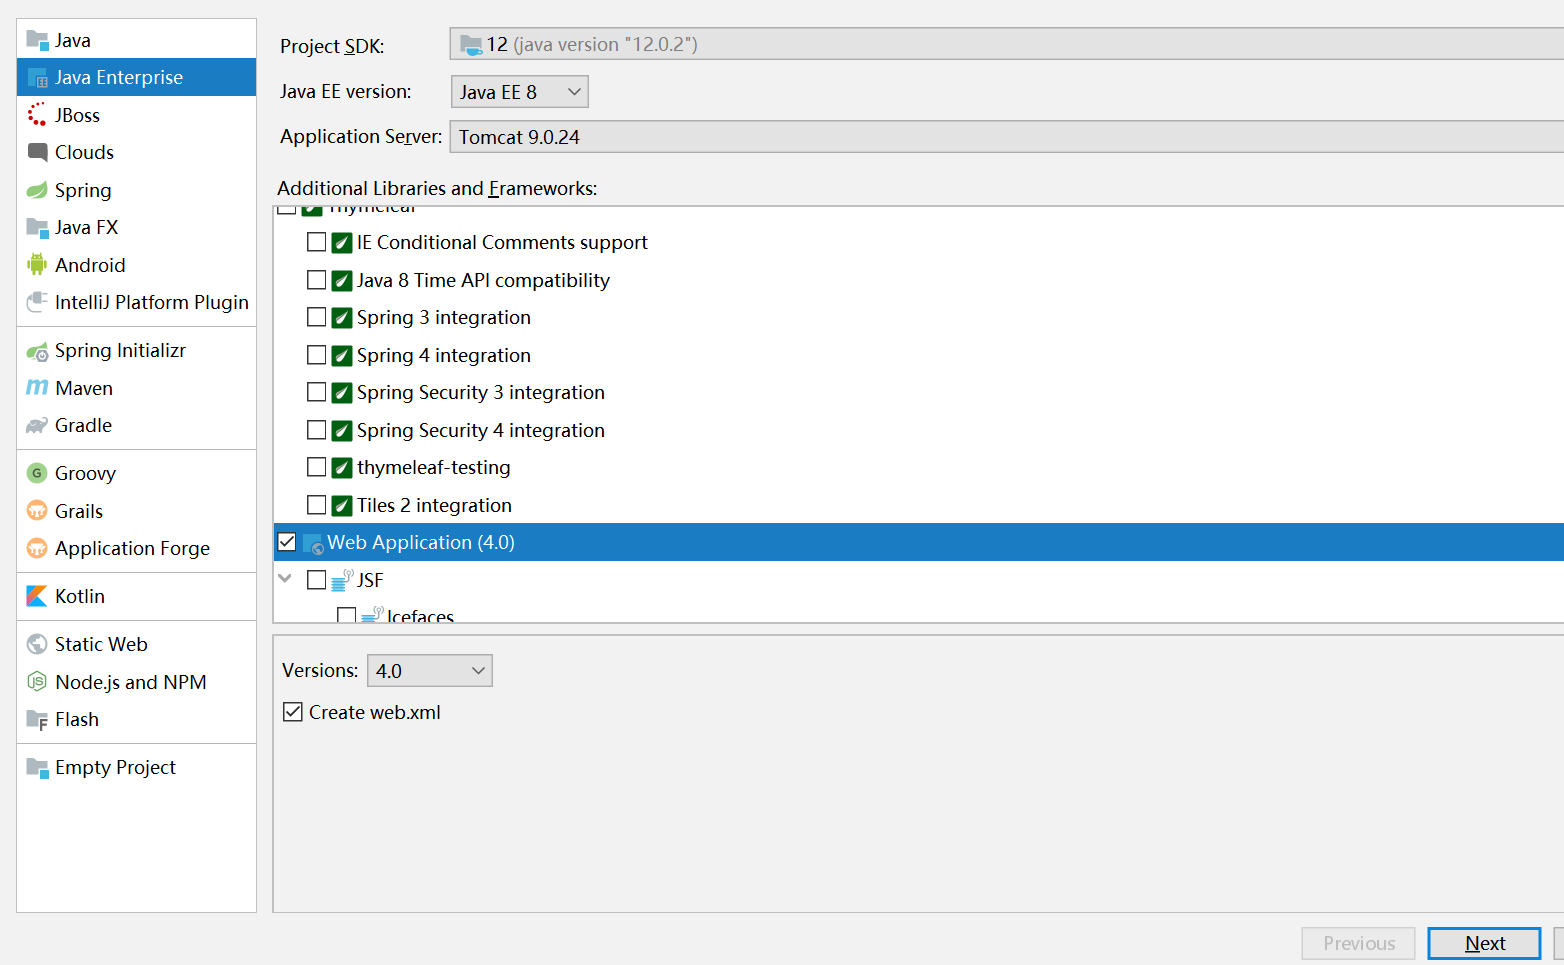 Java
Java Enterprise
JBoss
Clouds
Spring
Java FX
Android
IntelliJ Platform Plugin
Spring Initializr
Maven
Gradle
Groovy
Grails
Application Forge
Kotlin
Static Web
Node.js and NPM
Flash
Empty Project
Project SDK: 12 (java version "12.0.2")
Java EE version: Java EE 8
Application Server: Tomcat 9.0.24
Additional Libraries and Frameworks:
Thymeleaf
IE Conditional Comments support
Java 8 Time API compatibility
Spring 3 integration
Spring 4 integration
Spring Security 3 integration
Spring Security 4 integration
thymeleaf-testing
Tiles 2 integration
Web Application (4.0)
JSF
Icefaces
Versions: 4.0
Create web.xml
Previous Next